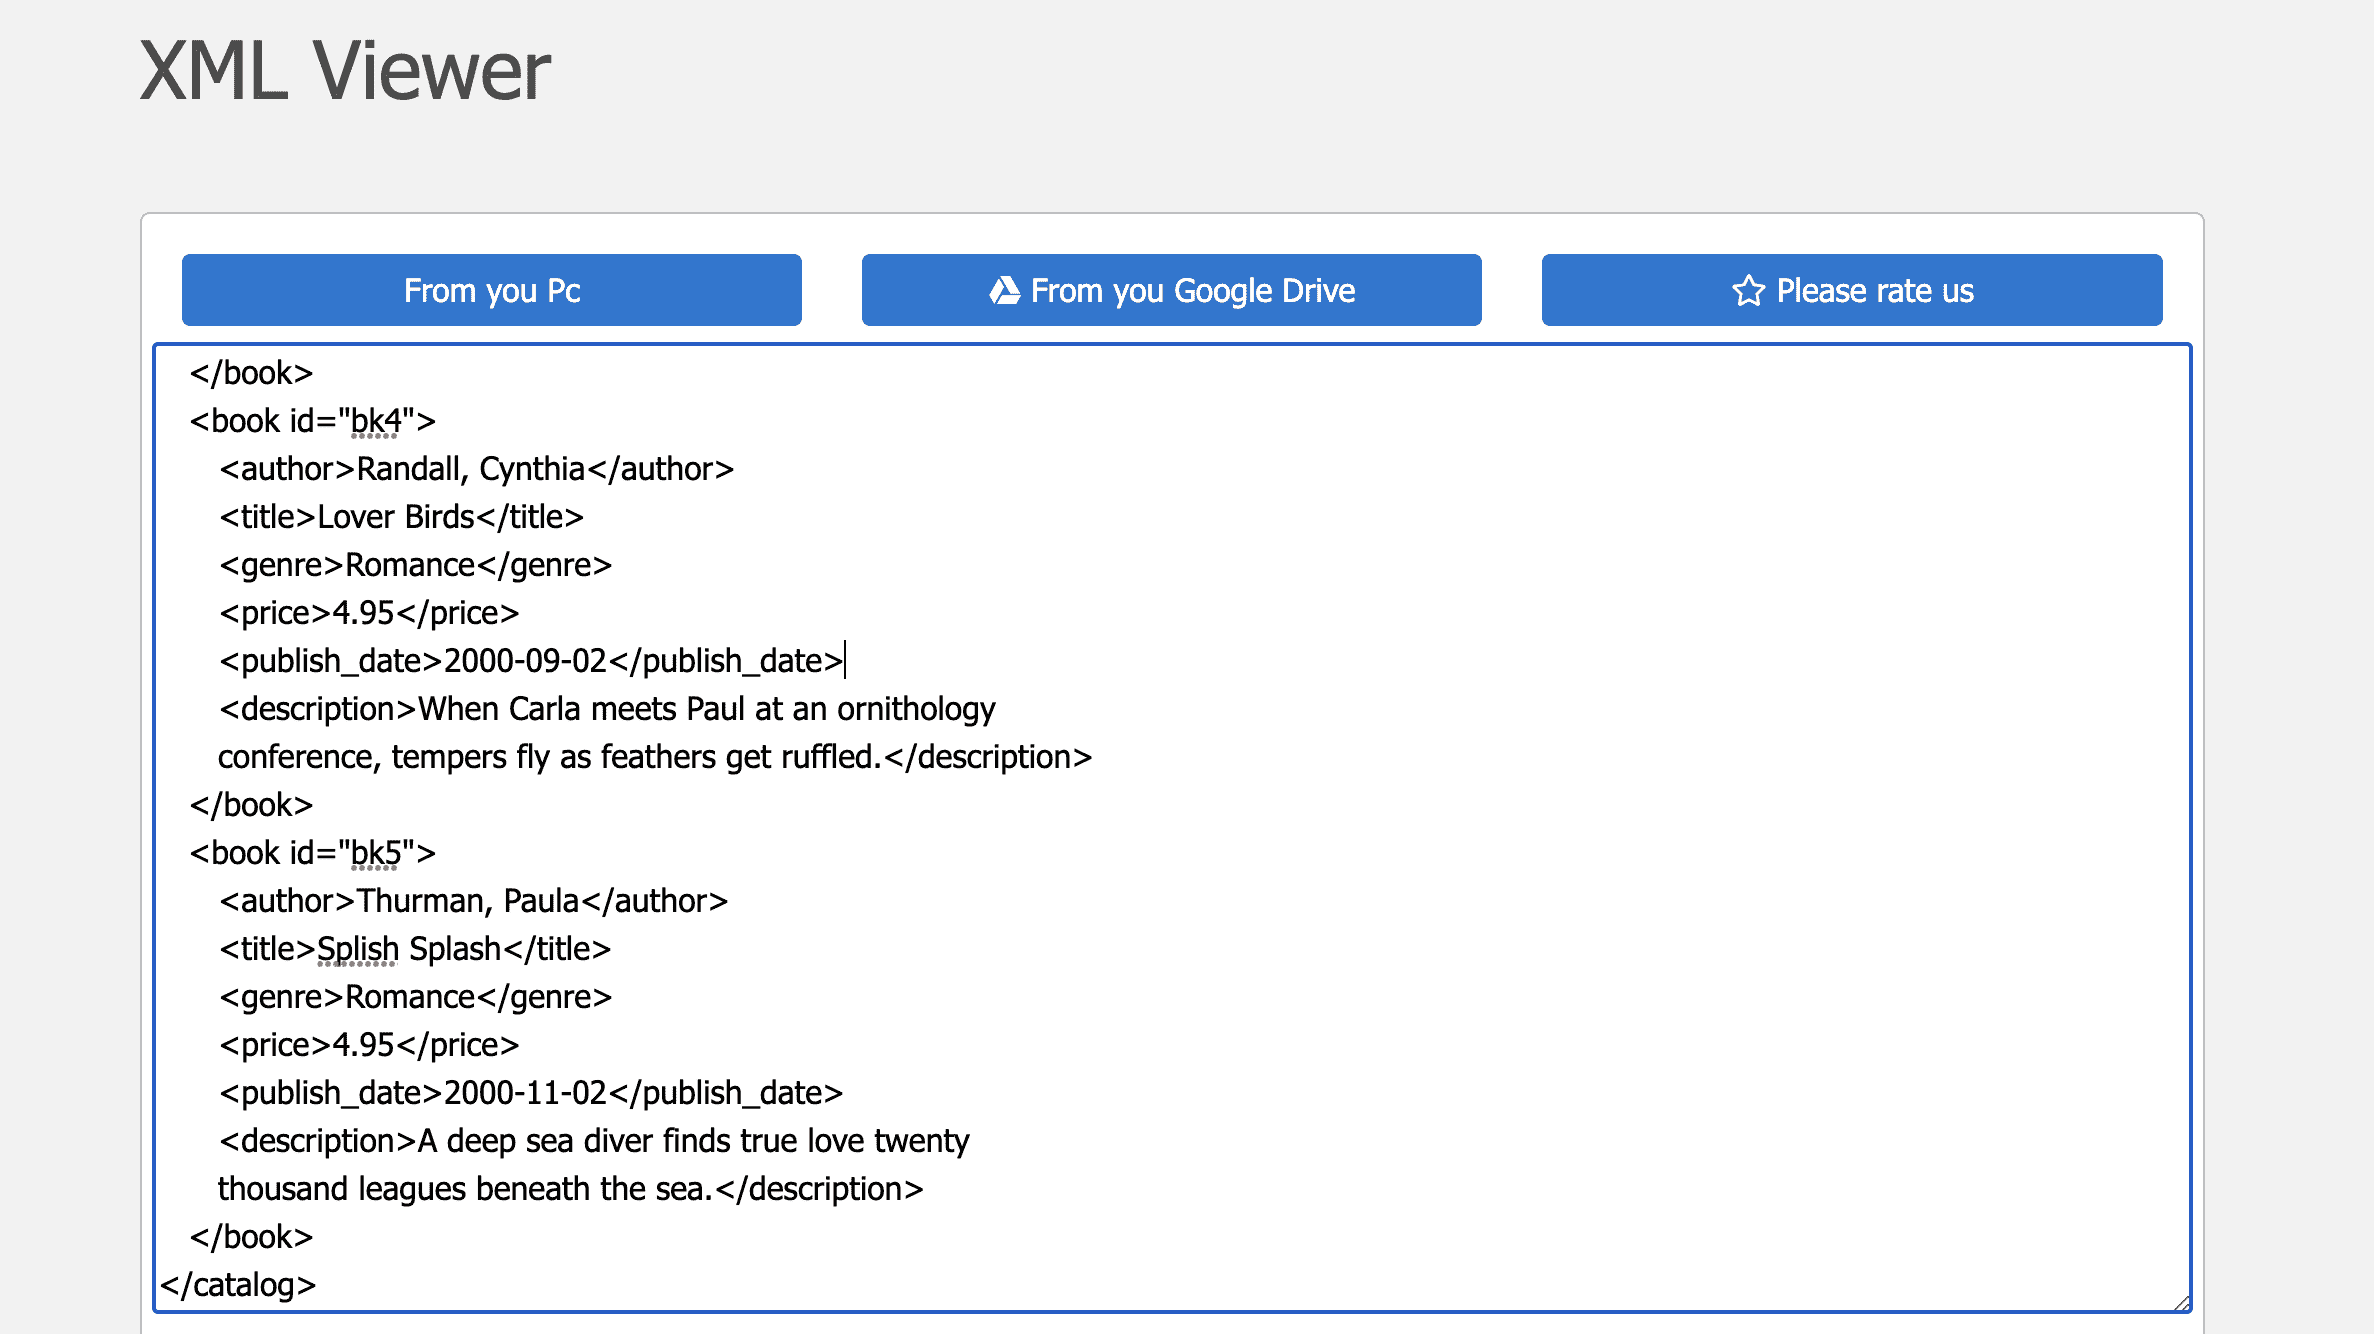 XML Viewer
From you Pc
From you Google Drive
Please rate us
</book>
<book id="bk4">
<author>Randall, Cynthia</author>
<title>Lover Birds</title>
<genre>Romance</genre>
<price>4.95</price>
<publish_date>2000-09-02</publish_date>
<description>When Carla meets Paul at an ornithology
conference, tempers fly as feathers get ruffled.</description>
</book>
<book id="bk5">
<author>Thurman, Paula</author>
<title>Splish Splash</title>
<genre>Romance</genre>
<price>4.95</price>
<publish_date>2000-11-02</publish_date>
<description>A deep sea diver finds true love twenty
thousand leagues beneath the sea.</description>
</book>
</catalog>